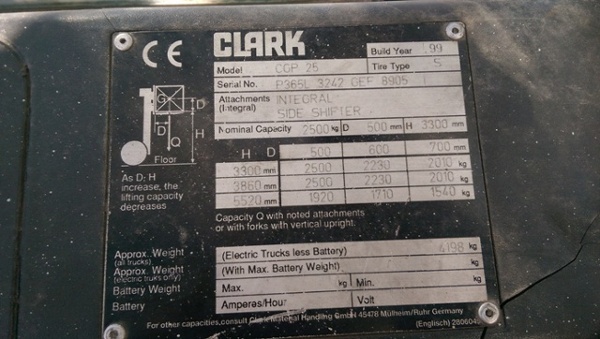 CE CLARK
Build Year 99
Model CGP 25 Tire Type S
Serial No. P365L 3242 GEF 8905
Attachments INTEGRAL
(Integral) SIDE SHIFTER
Nominal Capacity 2500 kg D 500 mm H 3300 mm
G D
D H
Q
Floor
H D 500 600 700 mm
3300 mm 2500 2230 2010 kg
3860 mm 2500 2230 2010 kg
5530 mm 1920 1710 1540 kg
As D, H
increase, the
lifting capacity
decreases
Capacity Q with noted attachments
or with forks with vertical upright.
Approx. Weight (Electric Trucks less Battery) 4198 kg
(all trucks)
Approx. Weight (With Max. Battery Weight) kg
(electric trucks only)
Battery Weight Max. kg Min. kg
Battery Amperes/Hour Volt
For other capacities, consult Clark Material Handling GmbH 45478 Mülheim/Ruhr Germany
(Englisch)